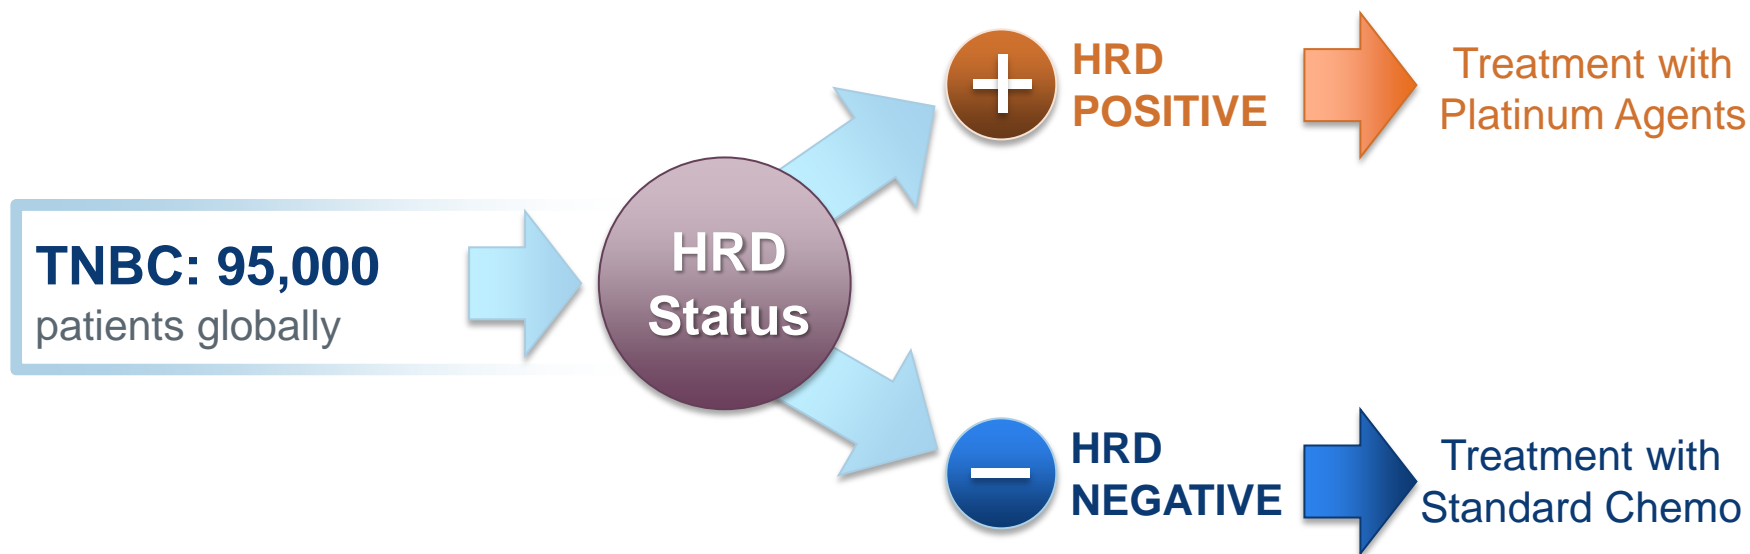 TNBC: 95,000
patients globally
HRD
Status
HRD
POSITIVE
Treatment with
Platinum Agents
HRD
NEGATIVE
Treatment with
Standard Chemo